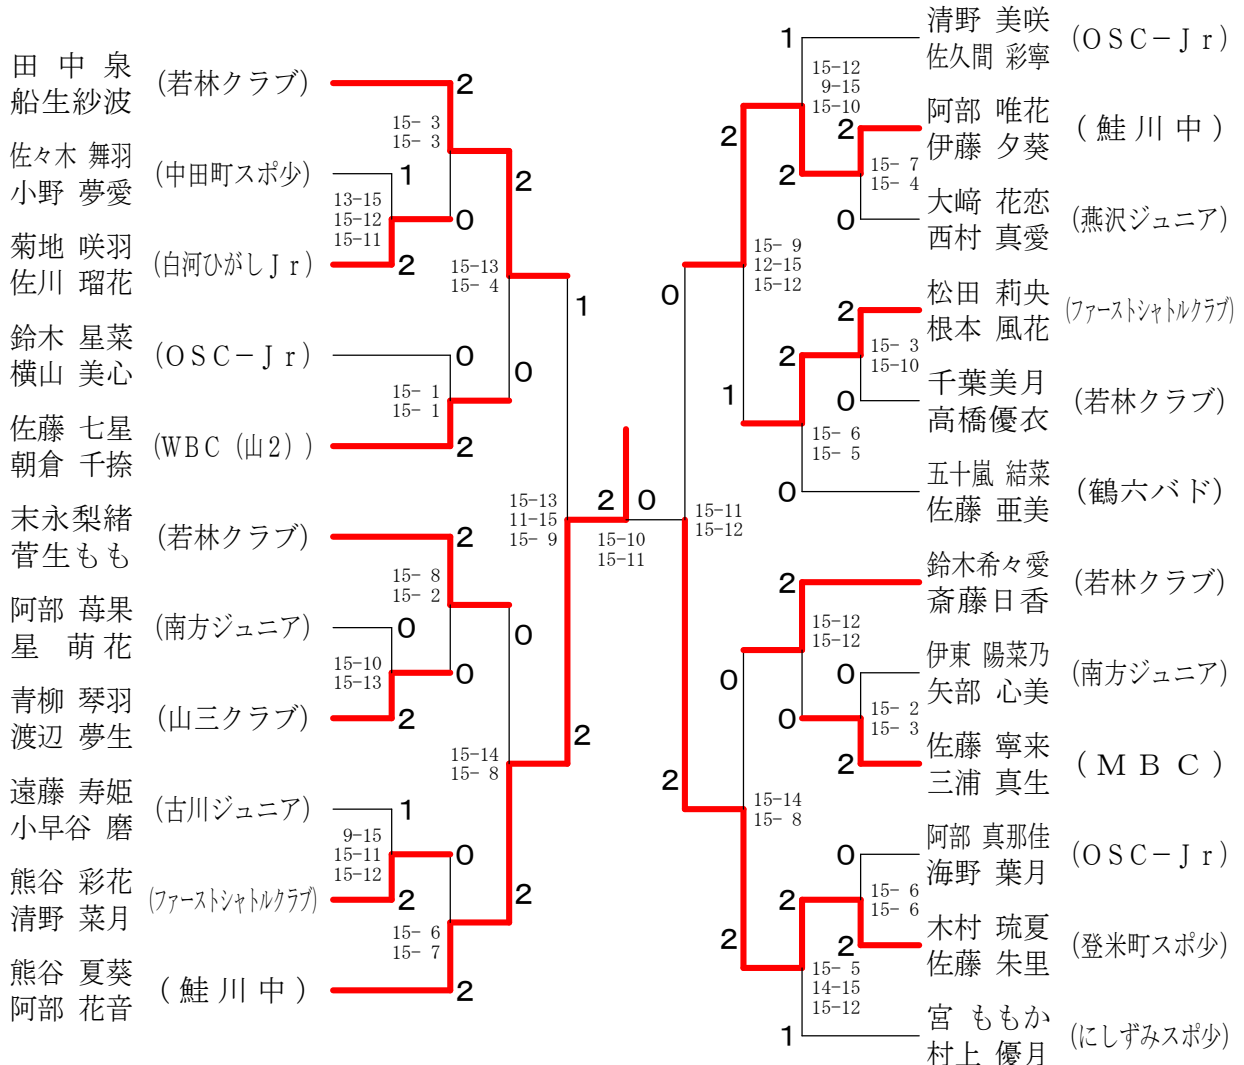 田中泉
船生紗波
(若林クラブ)
2
15- 3
15- 3
佐々木 舞羽
小野 夢愛
(中田町スポ少)
1
2
13-15
15-12
15-11
0
菊地 咲羽
佐川 瑠花
(白河ひがしJr)
2
15-13
15- 4
1
鈴木 星菜
横山 美心
(OSC-Jr)
0
0
15- 1
15- 1
佐藤 七星
朝倉 千捺
(WBC(山2))
2
15-13
11-15
15- 9
2
0
15-10
15-11
末永梨緒
菅生もも
(若林クラブ)
2
15- 8
15- 2
阿部 苺果
星 萌花
(南方ジュニア)
0
0
15-10
15-13
0
青柳 琴羽
渡辺 夢生
(山三クラブ)
2
2
15-14
15- 8
遠藤 寿姫
小早谷 磨
(古川ジュニア)
1
9-15
15-11
15-12
0
熊谷 彩花
清野 菜月
(ファーストシャトルクラブ)
2
2
15- 6
15- 7
熊谷 夏葵
阿部 花音
(鮭川中)
2
清野 美咲
佐久間 彩寧
(OSC-Jr)
1
15-12
9-15
15-10
阿部 唯花
伊藤 夕葵
(鮭川中)
2
2
2
15- 7
15- 4
大﨑 花恋
西村 真愛
(燕沢ジュニア)
0
15- 9
12-15
15-12
0
松田 莉央
根本 風花
(ファーストシャトルクラブ)
2
2
15- 3
15-10
千葉美月
高橋優衣
(若林クラブ)
0
1
15- 6
15- 5
五十嵐 結菜
佐藤 亜美
(鶴六バド)
0
15-11
15-12
鈴木希々愛
斎藤日香
(若林クラブ)
2
15-12
15-12
伊東 陽菜乃
矢部 心美
(南方ジュニア)
0
0
15- 2
15- 3
0
佐藤 寧来
三浦 真生
(MBC)
2
2
15-14
15- 8
阿部 真那佳
海野 葉月
(OSC-Jr)
0
15- 6
15- 6
2
木村 琉夏
佐藤 朱里
(登米町スポ少)
2
2
15- 5
14-15
15-12
宮 ももか
村上 優月
(にしずみスポ少)
1